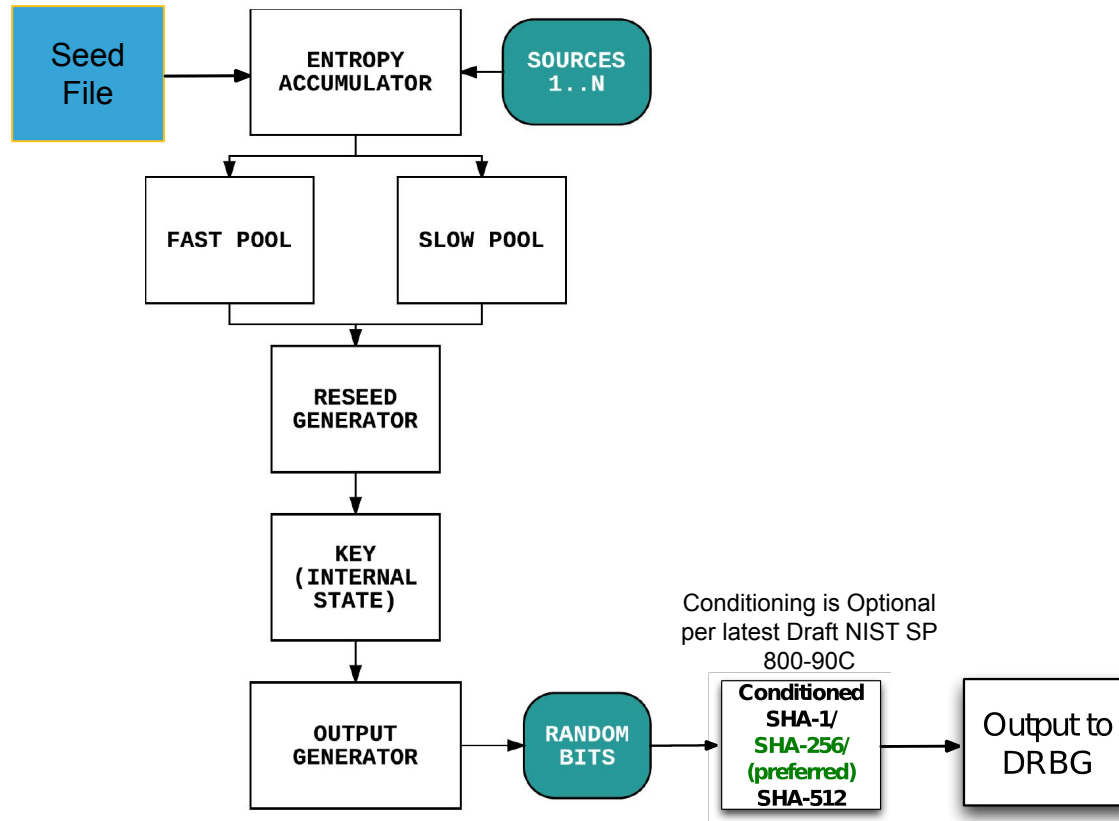 Seed
File
ENTROPY
ACCUMULATOR
SOURCES
1..N
FAST POOL
SLOW POOL
RESEED
GENERATOR
KEY
(INTERNAL
STATE)
Conditioning is Optional
per latest Draft NIST SP
800-90C
OUTPUT
GENERATOR
RANDOM
BITS
Conditioned
SHA-1/
SHA-256/
(preferred)
SHA-512
Output to
DRBG